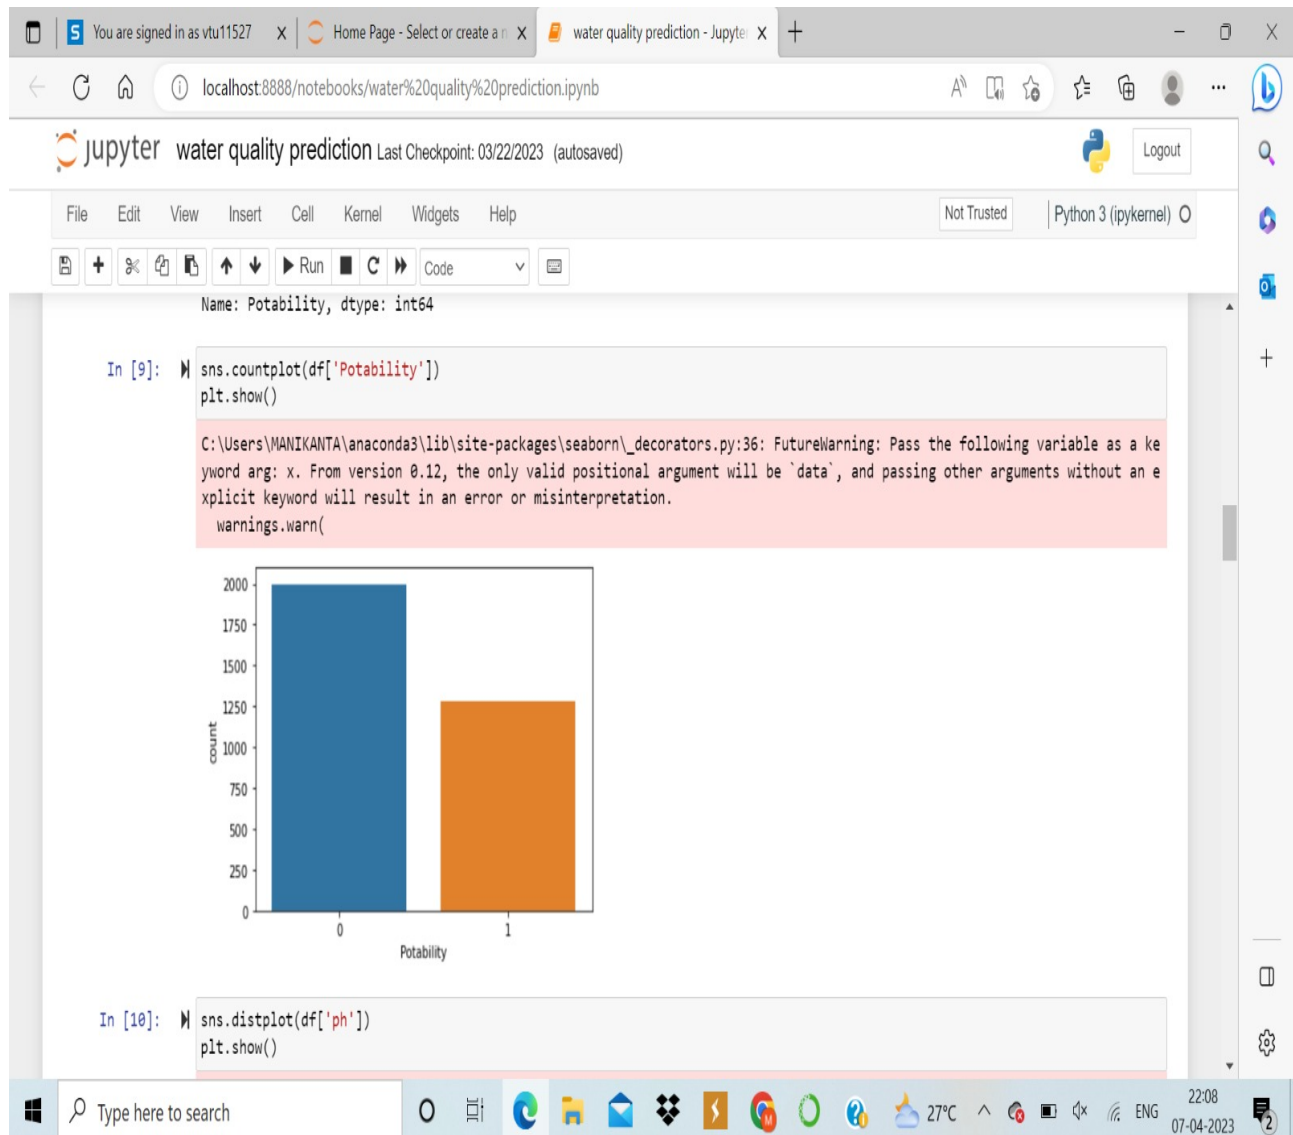 You are signed in as vtu11527
Home Page - Select or create a n
water quality prediction - Jupyte
localhost:8888/notebooks/water%20quality%20prediction.ipynb
jupyter water quality prediction Last Checkpoint: 03/22/2023 (autosaved)
Logout
File Edit View Insert Cell Kernel Widgets Help
Not Trusted
Python 3 (ipykernel)
Run
Code
Name: Potability, dtype: int64
In [9]:
sns.countplot(df['Potability'])
plt.show()
C:\Users\MANIKANTA\anaconda3\lib\site-packages\seaborn\_decorators.py:36: FutureWarning: Pass the following variable as a ke
yword arg: x. From version 0.12, the only valid positional argument will be `data`, and passing other arguments without an e
xplicit keyword will result in an error or misinterpretation.
warnings.warn(
2000
1750
1500
1250
1000
750
500
250
0
count
0 1
Potability
In [10]:
sns.distplot(df['ph'])
plt.show()
Type here to search
27°C
ENG
22:08
07-04-2023
2